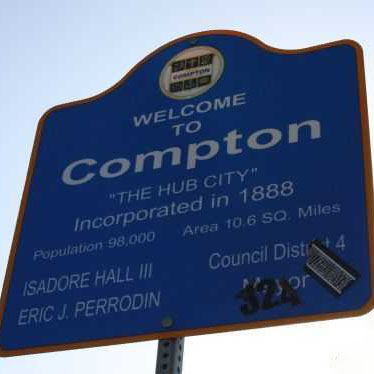 COMPTON
WELCOME
TO
Compton
"THE HUB CITY"
Incorporated in 1888
Population 98,000 Area 10.6 SQ. Miles
ISADORE HALL III Council District 4
ERIC J. PERRODIN
324